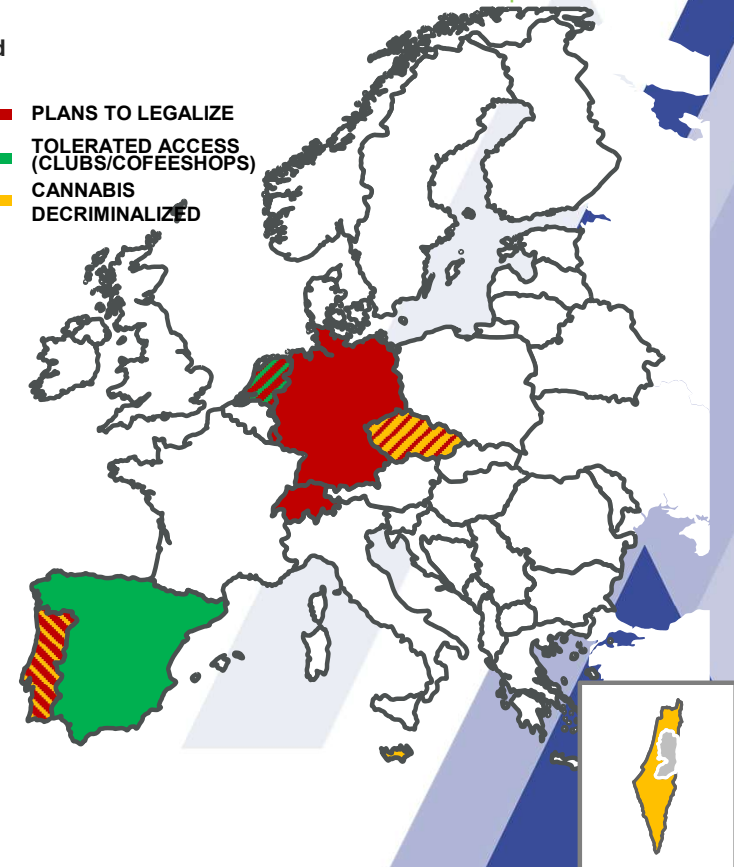 d
PLANS TO LEGALIZE
TOLERATED ACCESS
(CLUBS/COFEESHOPS)
CANNABIS
DECRIMINALIZED